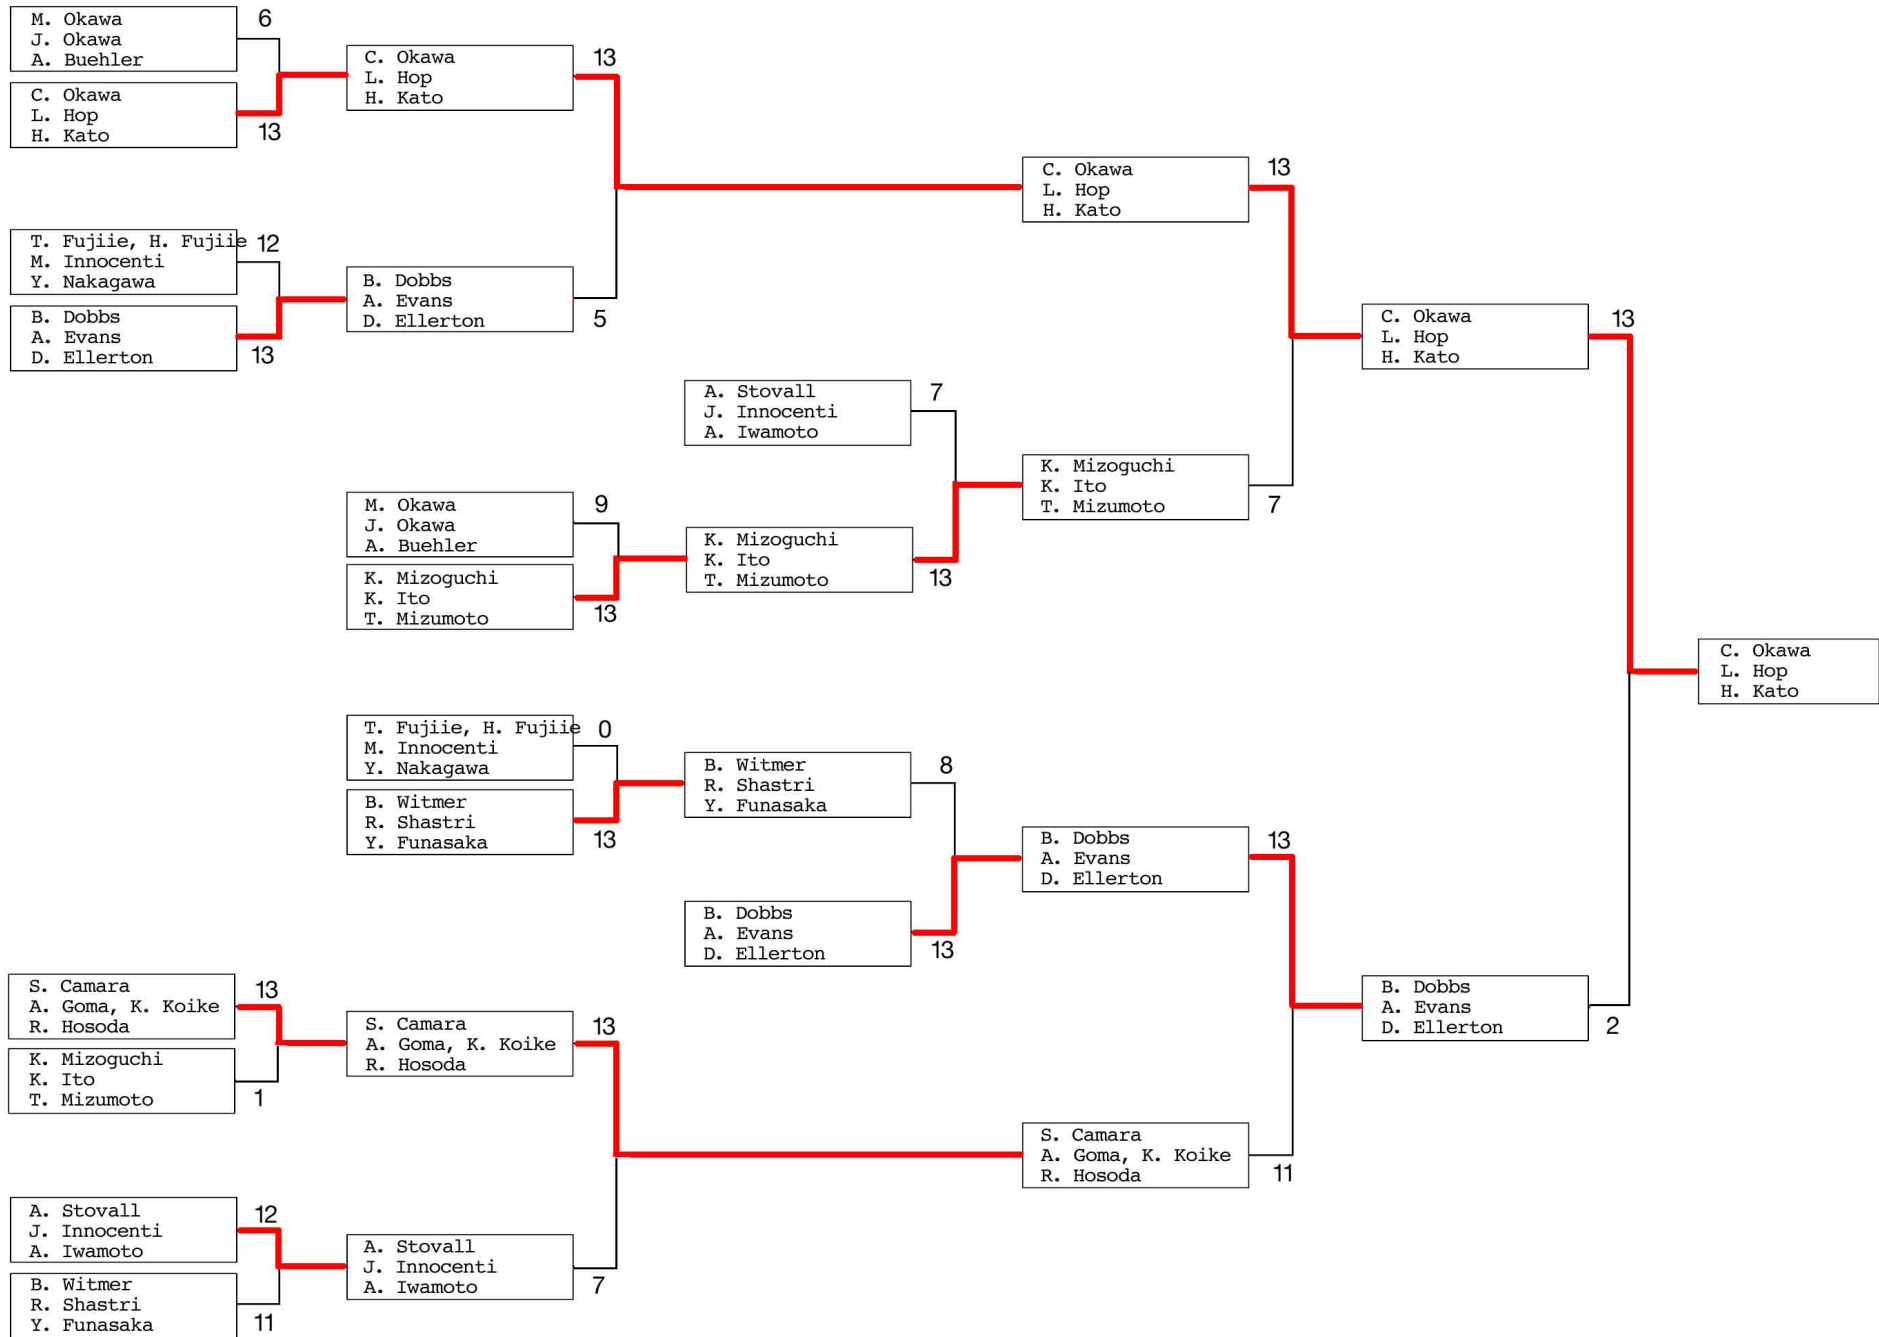 M. Okawa
J. Okawa
A. Buehler
6
C. Okawa
L. Hop
H. Kato
13
C. Okawa
L. Hop
H. Kato
13
T. Fujiie, H. Fujiie
M. Innocenti
Y. Nakagawa
12
B. Dobbs
A. Evans
D. Ellerton
13
B. Dobbs
A. Evans
D. Ellerton
5
C. Okawa
L. Hop
H. Kato
13
A. Stovall
J. Innocenti
A. Iwamoto
7
M. Okawa
J. Okawa
A. Buehler
9
K. Mizoguchi
K. Ito
T. Mizumoto
13
K. Mizoguchi
K. Ito
T. Mizumoto
13
K. Mizoguchi
K. Ito
T. Mizumoto
7
C. Okawa
L. Hop
H. Kato
13
C. Okawa
L. Hop
H. Kato
T. Fujiie, H. Fujiie
M. Innocenti
Y. Nakagawa
0
B. Witmer
R. Shastri
Y. Funasaka
13
B. Witmer
R. Shastri
Y. Funasaka
8
B. Dobbs
A. Evans
D. Ellerton
13
B. Dobbs
A. Evans
D. Ellerton
13
B. Dobbs
A. Evans
D. Ellerton
2
S. Camara
A. Goma, K. Koike
R. Hosoda
13
K. Mizoguchi
K. Ito
T. Mizumoto
1
S. Camara
A. Goma, K. Koike
R. Hosoda
13
S. Camara
A. Goma, K. Koike
R. Hosoda
11
A. Stovall
J. Innocenti
A. Iwamoto
12
B. Witmer
R. Shastri
Y. Funasaka
11
A. Stovall
J. Innocenti
A. Iwamoto
7